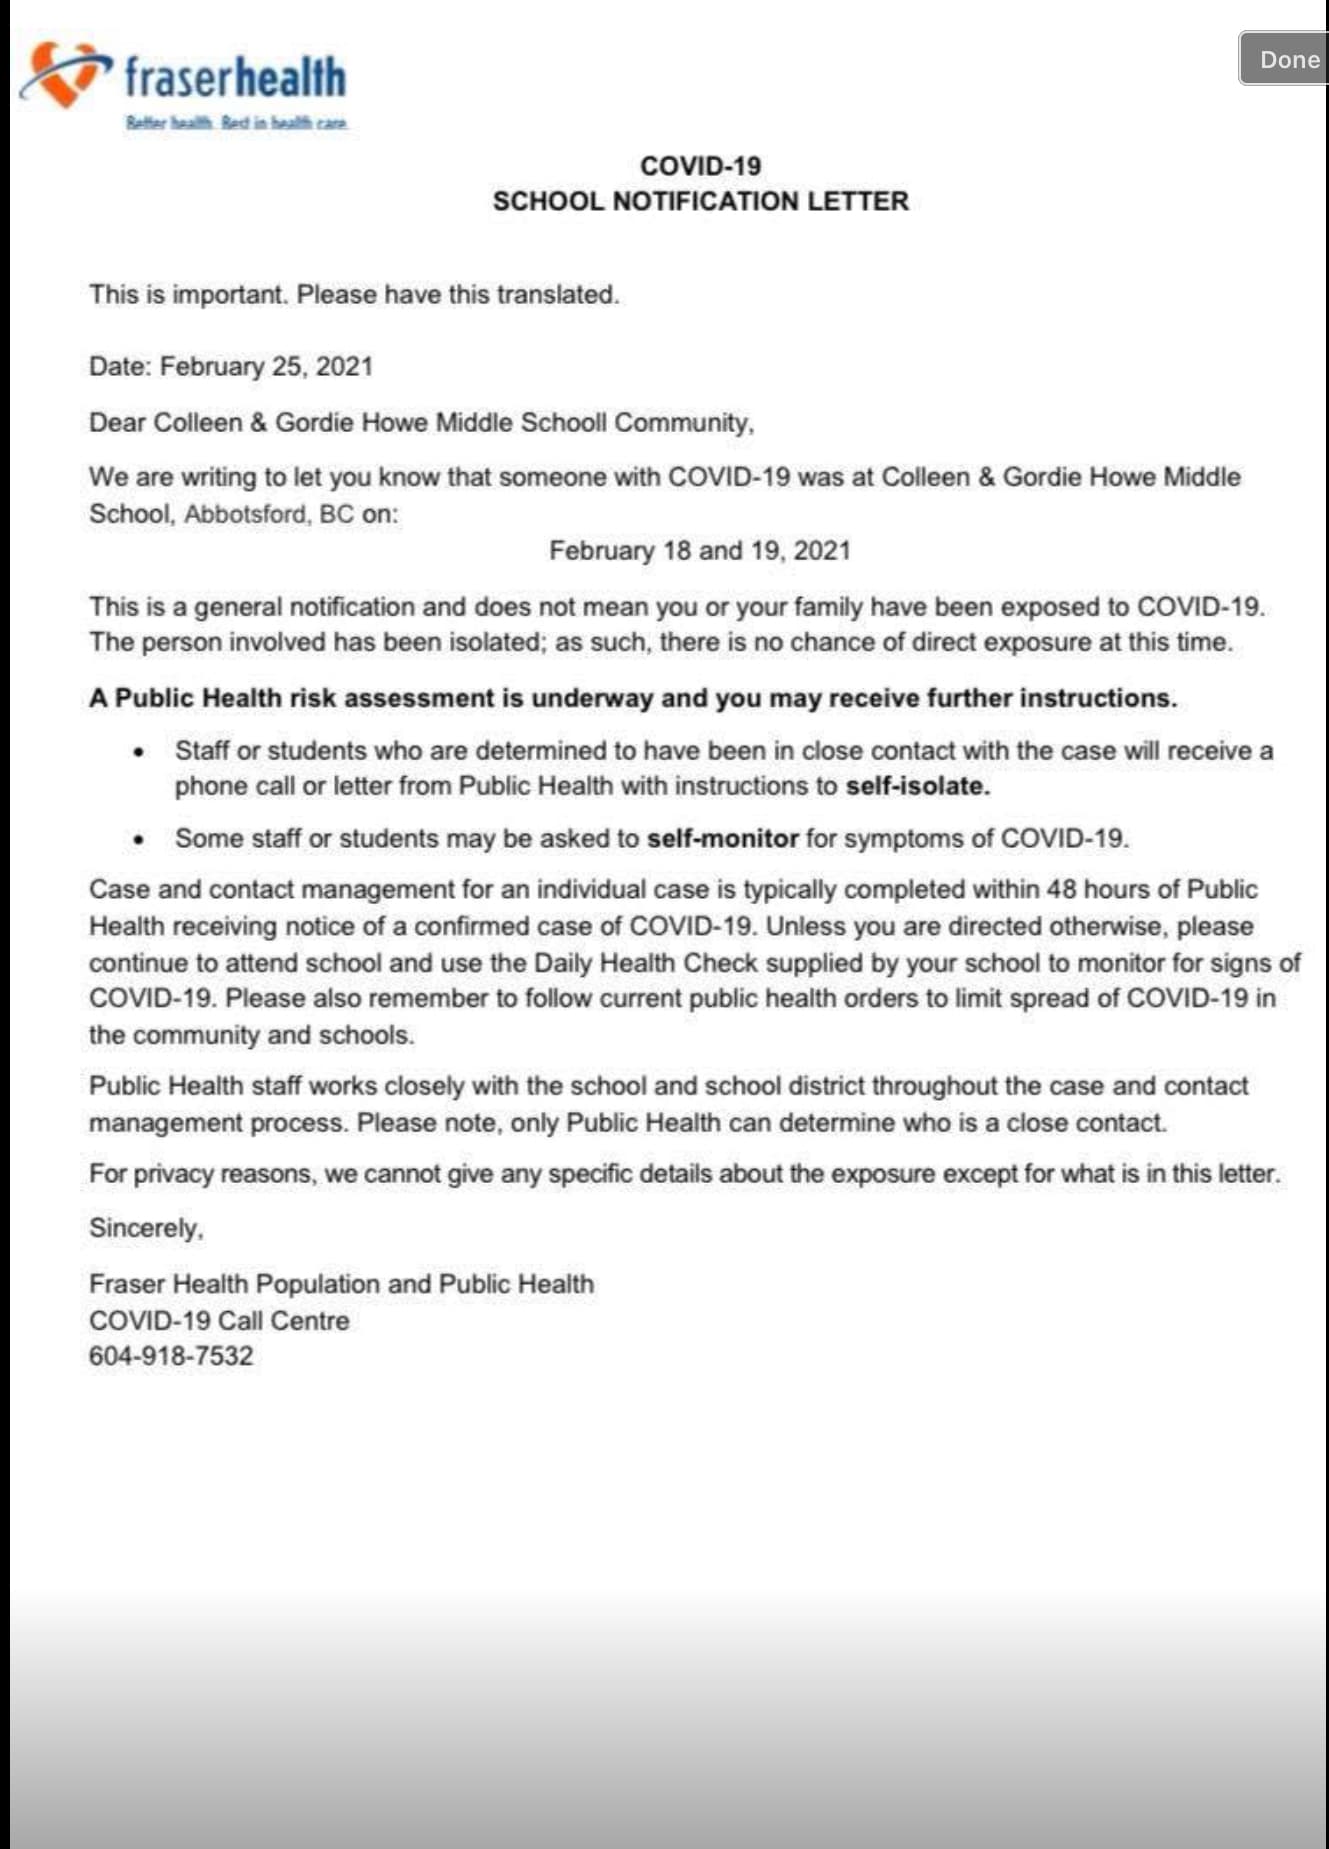 fraserhealth
Better health. Best in health care.
Done
COVID-19
SCHOOL NOTIFICATION LETTER
This is important. Please have this translated.
Date: February 25, 2021
Dear Colleen & Gordie Howe Middle Schooll Community,
We are writing to let you know that someone with COVID-19 was at Colleen & Gordie Howe Middle
School, Abbotsford, BC on:
February 18 and 19, 2021
This is a general notification and does not mean you or your family have been exposed to COVID-19.
The person involved has been isolated; as such, there is no chance of direct exposure at this time.
A Public Health risk assessment is underway and you may receive further instructions.
• Staff or students who are determined to have been in close contact with the case will receive a
phone call or letter from Public Health with instructions to self-isolate.
• Some staff or students may be asked to self-monitor for symptoms of COVID-19.
Case and contact management for an individual case is typically completed within 48 hours of Public
Health receiving notice of a confirmed case of COVID-19. Unless you are directed otherwise, please
continue to attend school and use the Daily Health Check supplied by your school to monitor for signs of
COVID-19. Please also remember to follow current public health orders to limit spread of COVID-19 in
the community and schools.
Public Health staff works closely with the school and school district throughout the case and contact
management process. Please note, only Public Health can determine who is a close contact.
For privacy reasons, we cannot give any specific details about the exposure except for what is in this letter.
Sincerely,
Fraser Health Population and Public Health
COVID-19 Call Centre
604-918-7532